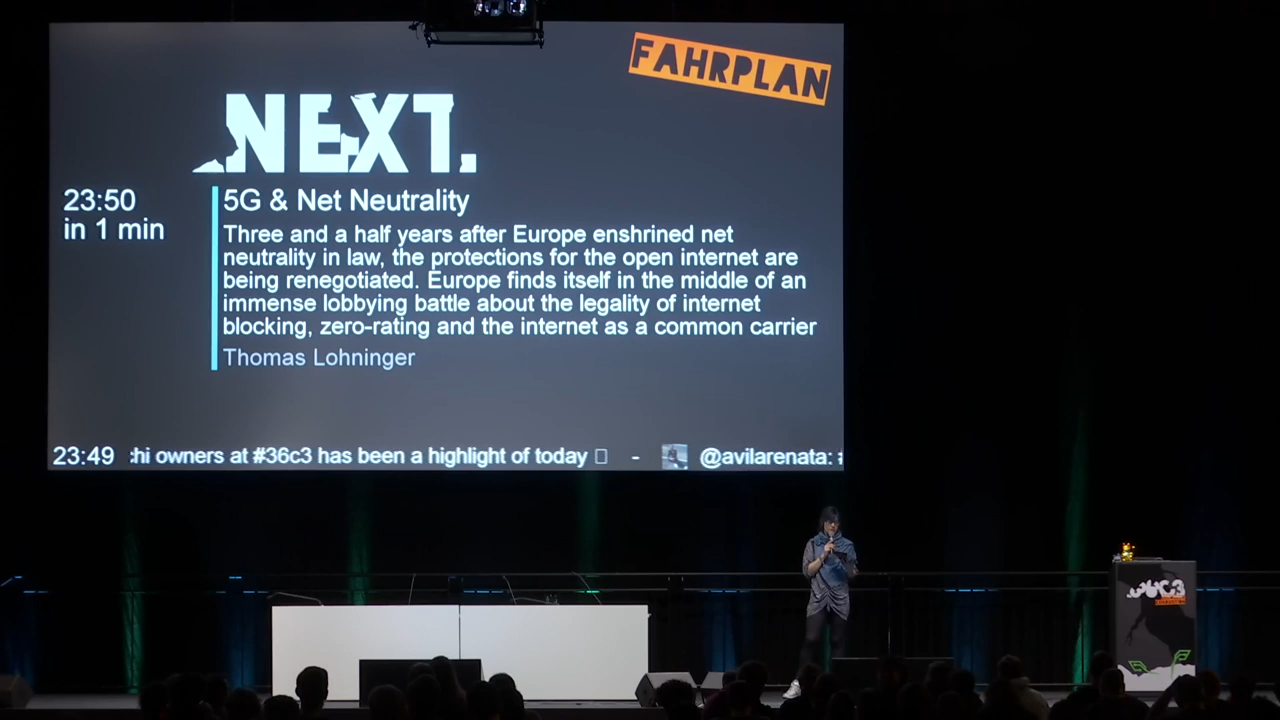 FAHRPLAN
NEXT.
23:50
in 1 min
5G & Net Neutrality
Three and a half years after Europe enshrined net
neutrality in law, the protections for the open internet are
being renegotiated. Europe finds itself in the middle of an
immense lobbying battle about the legality of internet
blocking, zero-rating and the internet as a common carrier
Thomas Lohninger
23:49 hi owners at #36c3 has been a highlight of today - @avilarenata: #